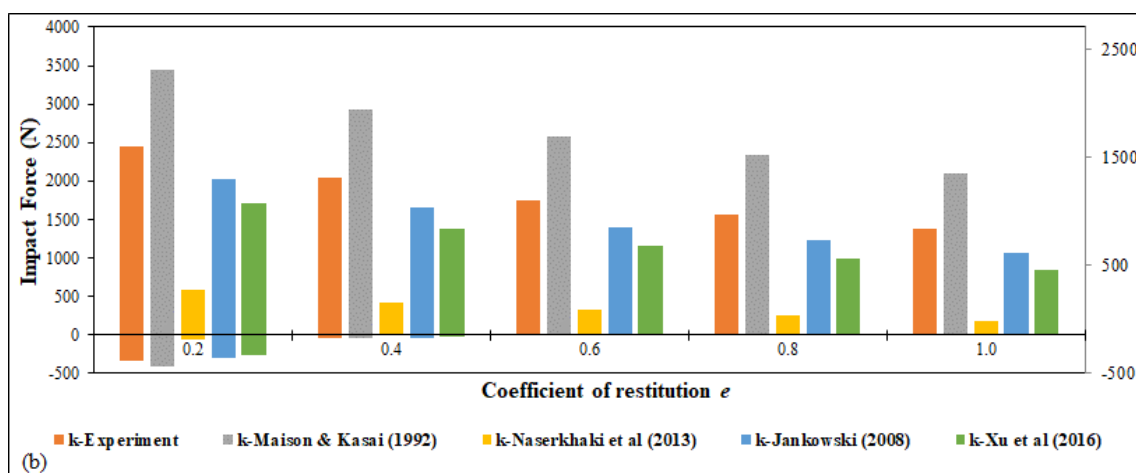 4000
3500
3000
2500
2000
1500
1000
500
0
-500
Impact Force (N)
2500
1500
500
-500
0.2 0.4 0.6 0.8 1.0
Coefficient of restitution e
k-Experiment k-Maison & Kasai (1992) k-Naserkhaki et al (2013) k-Jankowski (2008) k-Xu et al (2016)
(b)